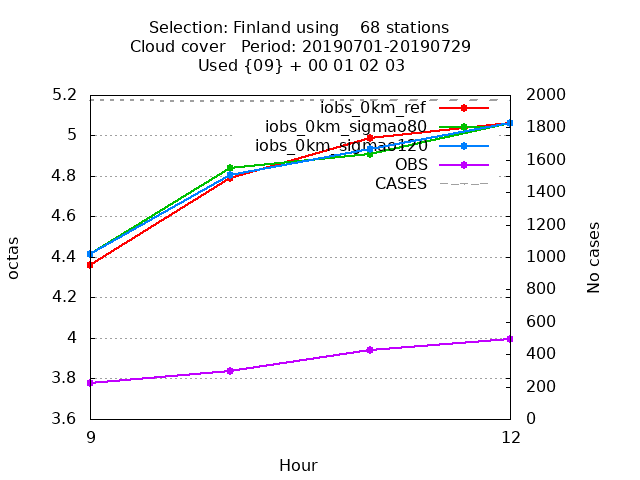 Selection: Finland using    68 stations
Cloud cover   Period: 20190701-20190729
Used {09} + 00 01 02 03
5.2
5
4.8
4.6
4.4
4.2
4
3.8
3.6
octas
iobs_0km_ref
iobs_0km_sigmao80
iobs_0km_sigmao120
OBS
CASES
2000
1800
1600
1400
1200
1000
800
600
400
200
0
No cases
9
12
Hour